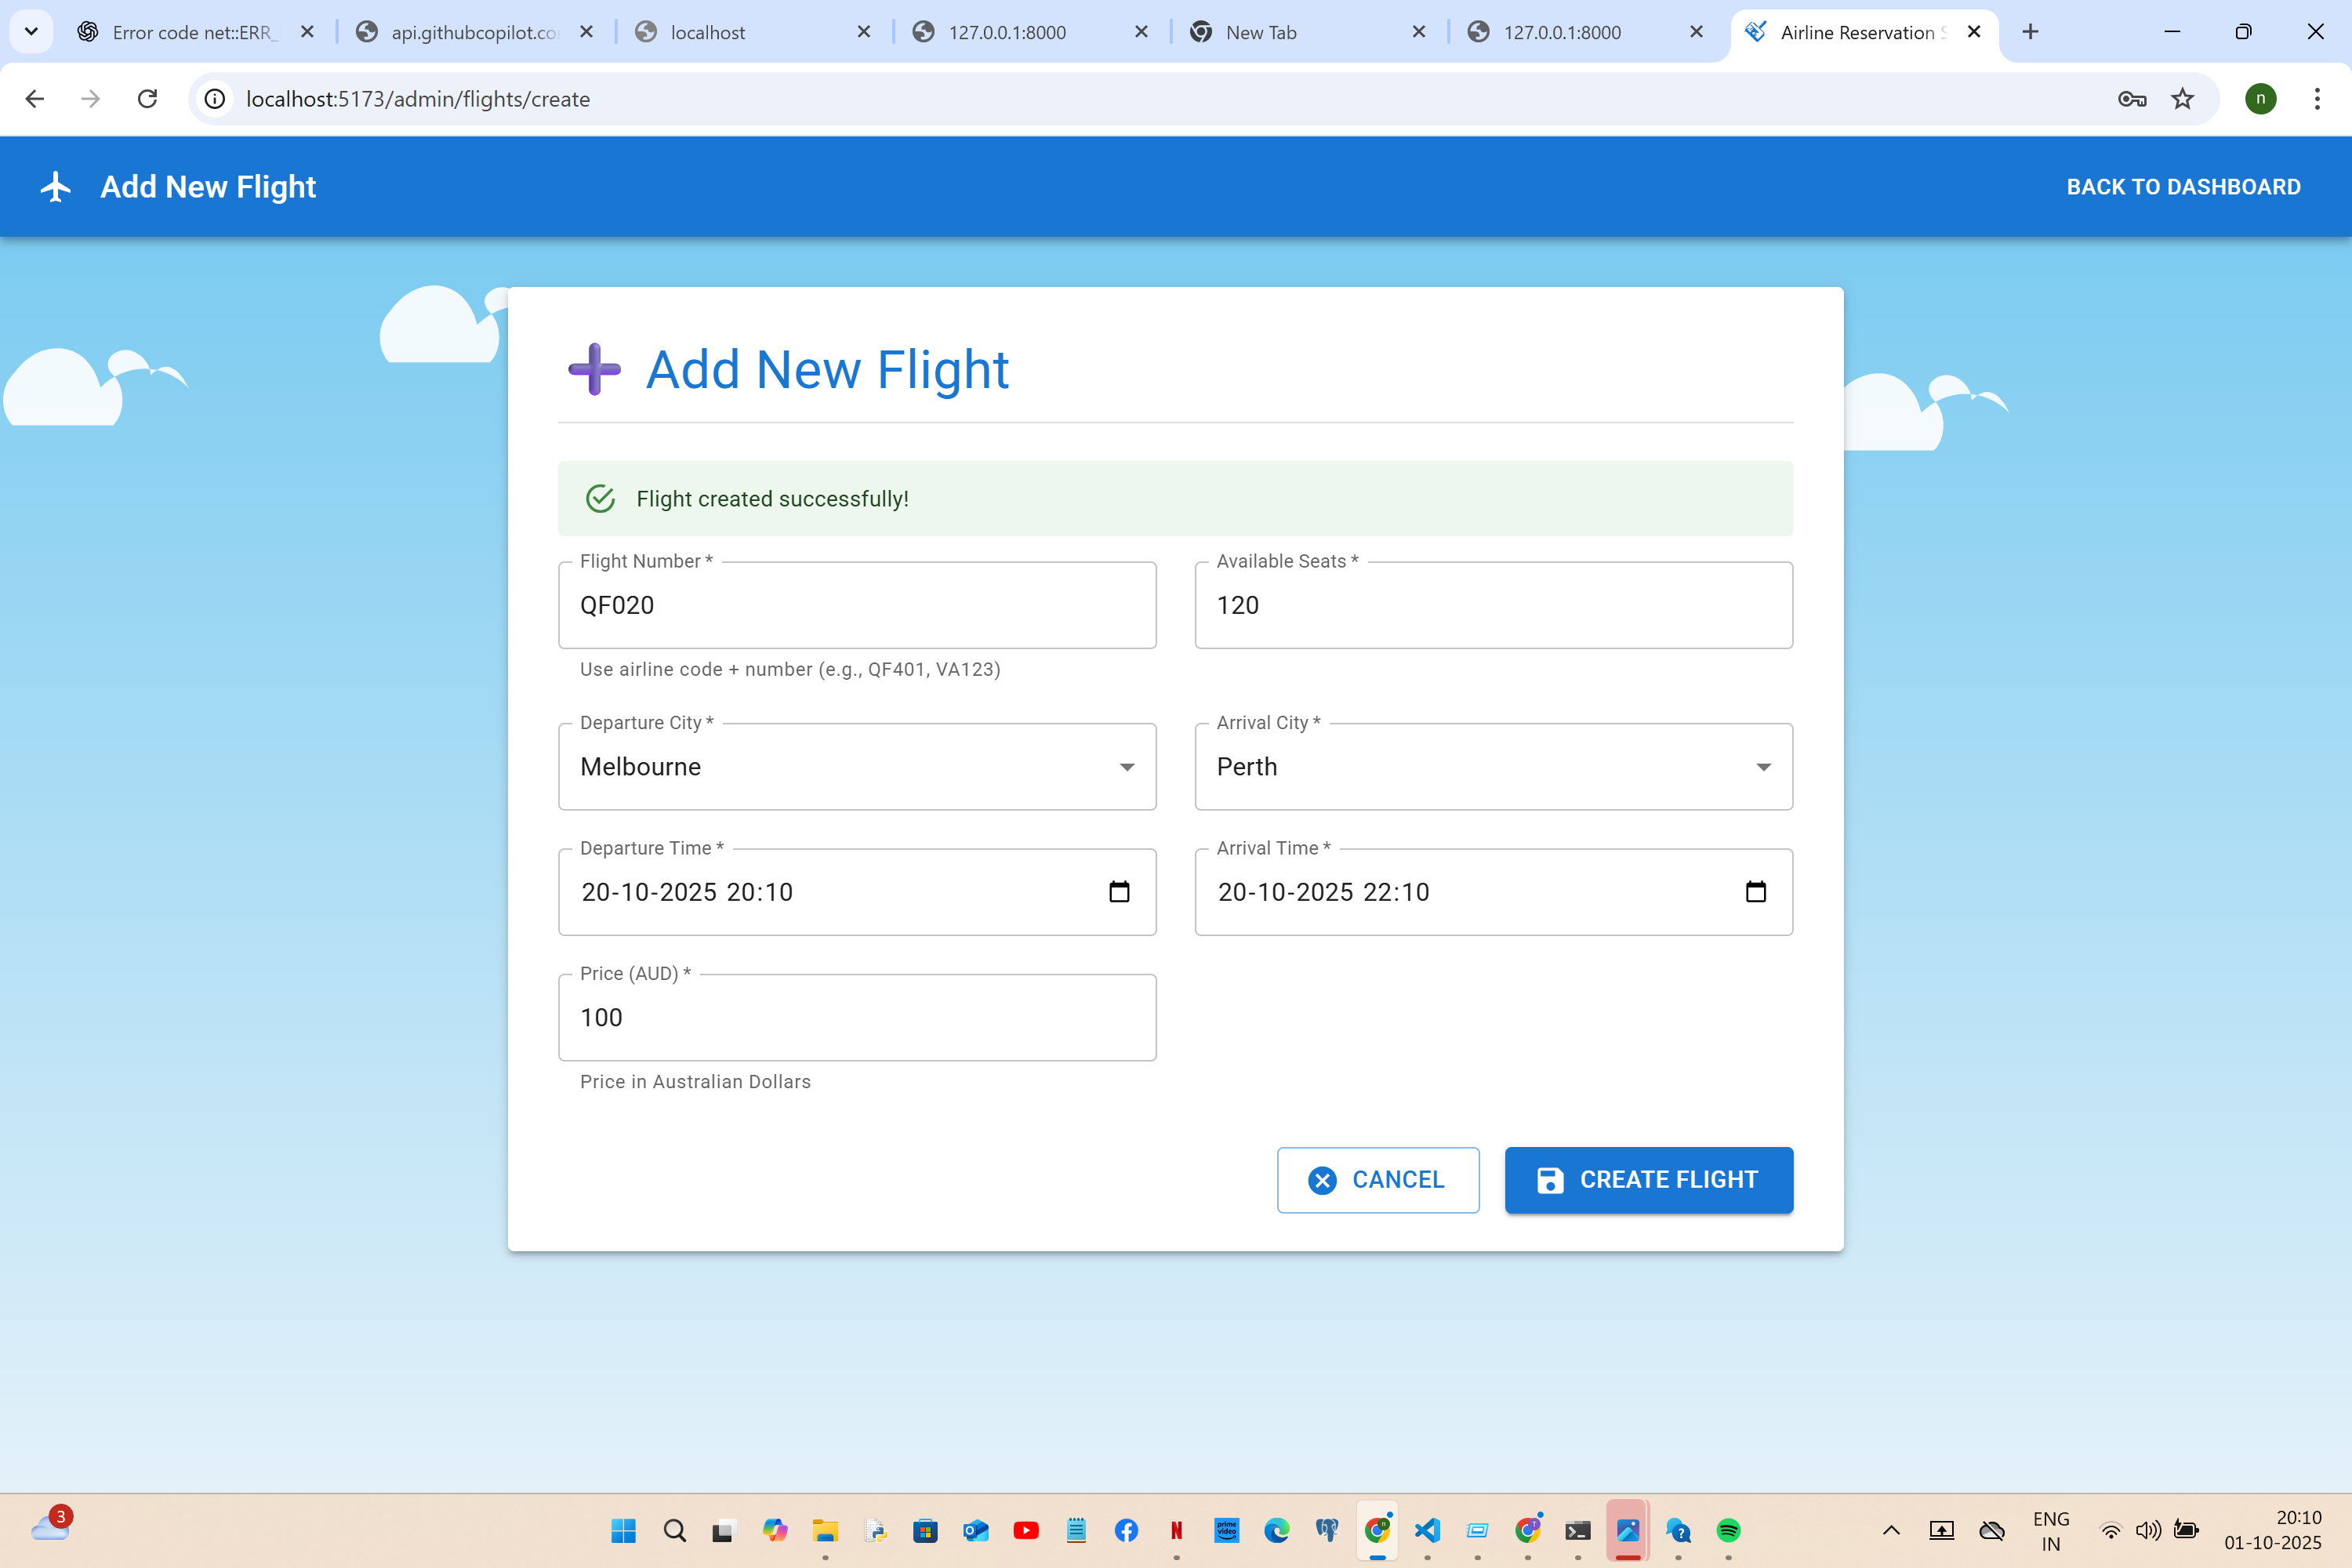 Error code net::ERR_
api.githubcopilot.co
localhost
127.0.0.1:8000
New Tab
127.0.0.1:8000
Airline Reservation S
localhost:5173/admin/flights/create
n
Add New Flight
BACK TO DASHBOARD
Add New Flight
Flight created successfully!
Flight Number *
Available Seats *
QF020
120
Use airline code + number (e.g., QF401, VA123)
Departure City *
Arrival City *
Melbourne
Perth
Departure Time *
Arrival Time *
20-10-2025 20:10
20-10-2025 22:10
Price (AUD) *
100
Price in Australian Dollars
CANCEL
CREATE FLIGHT
3
prime video
ENG
IN
20:10
01-10-2025